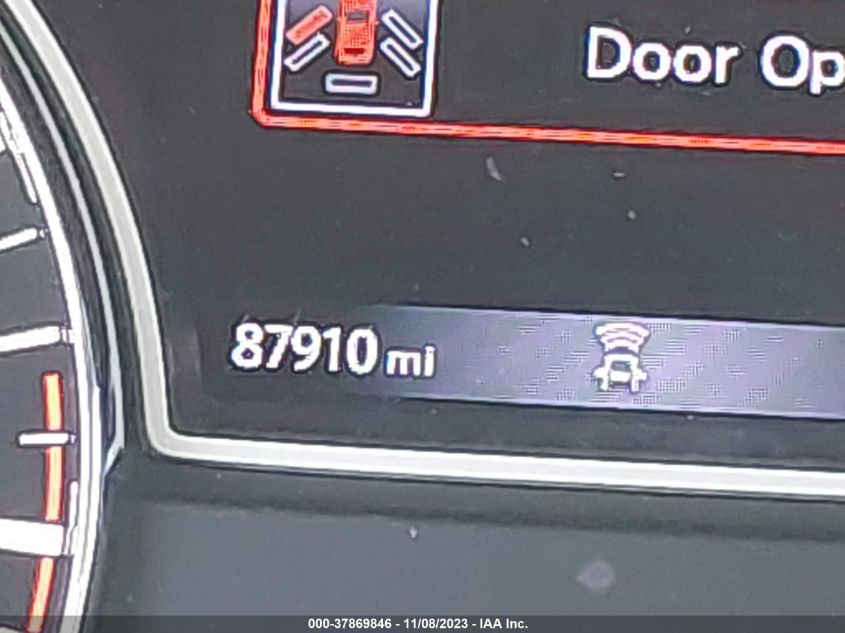 Door Op
87910 mi
000-37869846 - 11/08/2023 - IAA Inc.